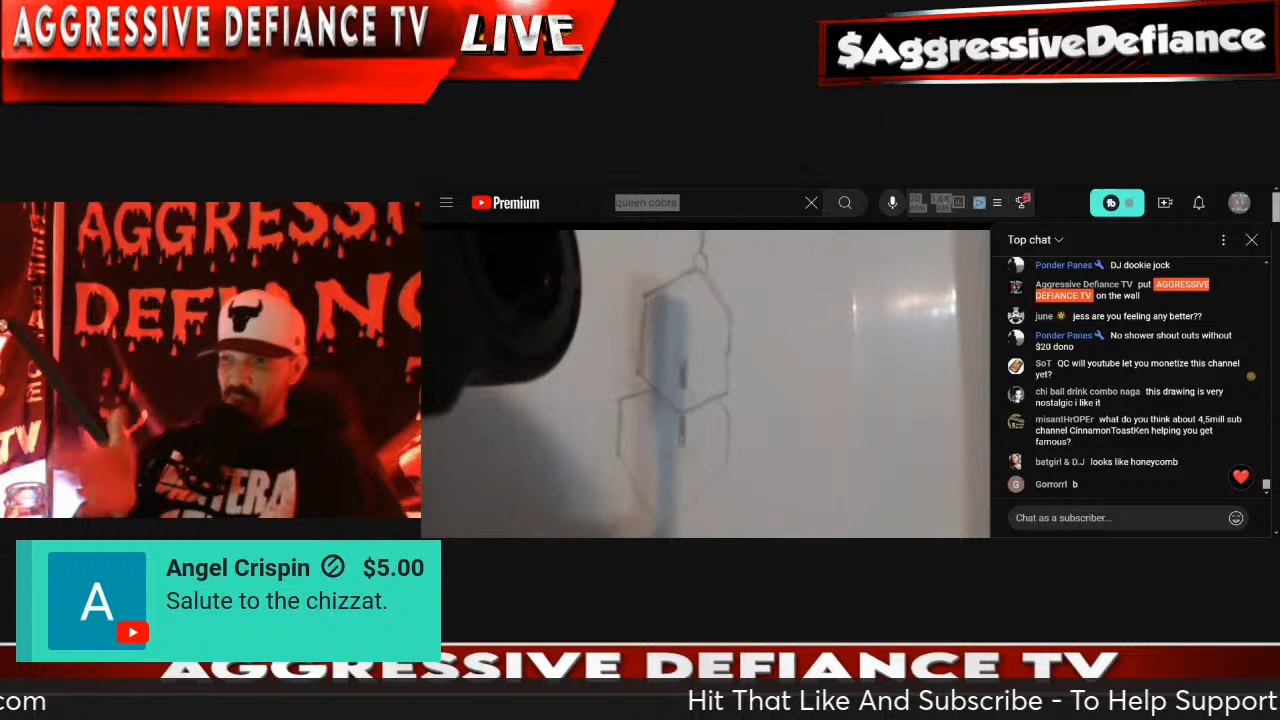 AGGRESSIVE DEFIANCE TV
LIVE
$AggressiveDefiance
Premium
queen cobra
Top chat
Ponder Panes DJ dookie jock
Aggressive Defiance TV put AGGRESSIVE
DEFIANCE TV on the wall
june jess are you feeling any better??
Ponder Panes No shower shout outs without
$20 dono
SoT QC will youtube let you monetize this channel
yet?
chi ball drink combo naga this drawing is very
nostalgic i like it
misantHrOPEr what do you think about 4,5mill sub
channel CinnamonToastKen helping you get
famous?
batgirl & D.J looks like honeycomb
Gorrorrl b
Chat as a subscriber...
AGGRESSI
DEFIANC
TV
Angel Crispin $5.00
Salute to the chizzat.
A
AGGRESSIVE DEFIANCE TV
.com
Hit That Like And Subscribe - To Help Support